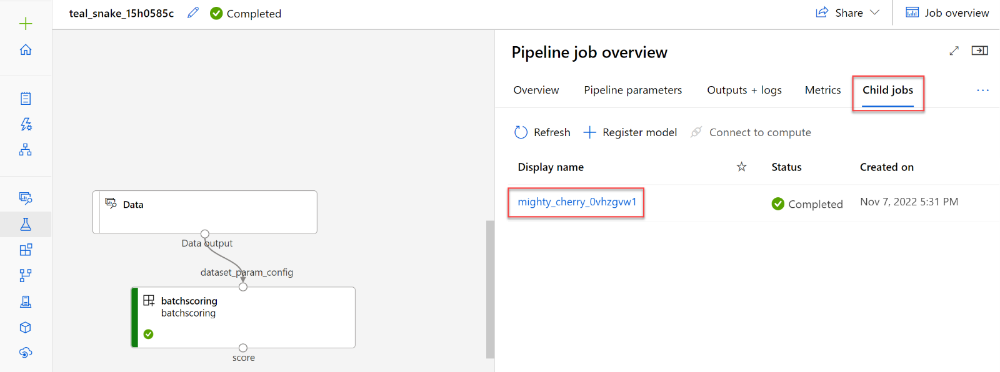 teal_snake_15h0585c
Completed
Share
Job overview
Data
Data output
dataset_param_config
batchscoring
batchscoring
score
Pipeline job overview
Overview Pipeline parameters Outputs + logs Metrics Child jobs ...
Refresh Register model Connect to compute
Display name Status Created on
mighty_cherry_0vhzgvw1 Completed Nov 7, 2022 5:31 PM